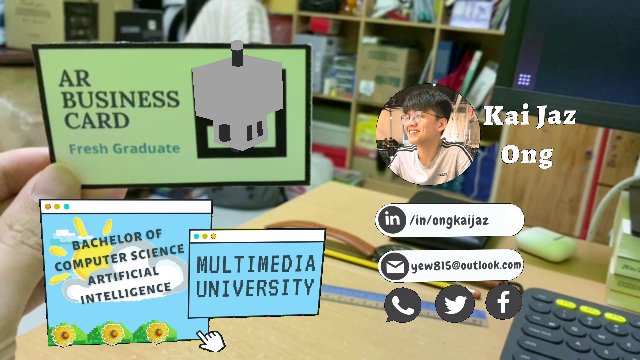 AR
BUSINESS
CARD
Fresh Graduate
Kai Jaz
Ong
in /in/ongkaijaz
yew815@outlook.com
BACHELOR OF
COMPUTER SCIENCE
ARTIFICIAL
INTELLIGENCE
MULTIMEDIA
UNIVERSITY